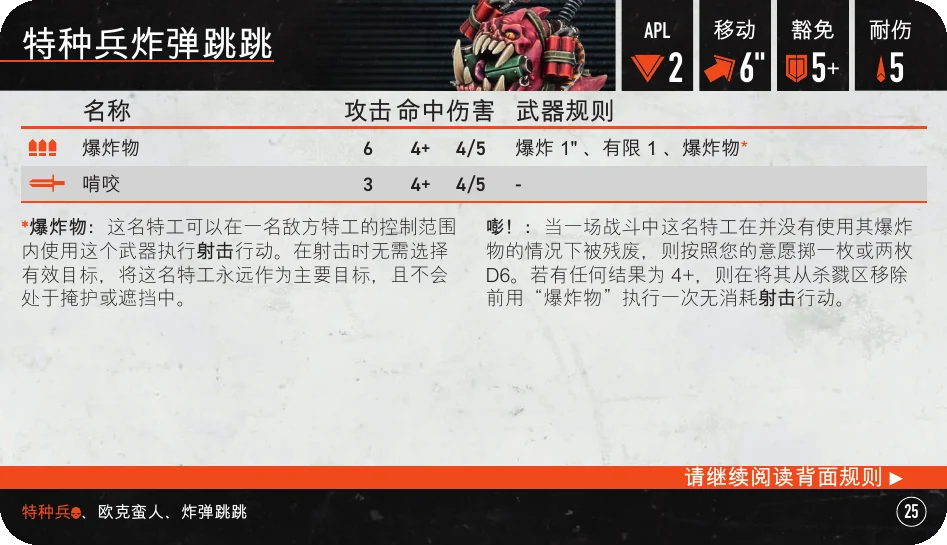 特种兵炸弹跳跳
APL 移动 豁免 耐伤
2 6" 5+ 5
名称 攻击 命中 伤害 武器规则
爆炸物 6 4+ 4/5 爆炸 1"、有限 1、爆炸物*
啃咬 3 4+ 4/5 -
*爆炸物：这名特工可以在一名敌方特工的控制范围
内使用这个武器执行射击行动。在射击时无需选择
有效目标，将这名特工永远作为主要目标，且不会
处于掩护或遮挡中。
嘭！：当一场战斗中这名特工在并没有使用其爆炸
物的情况下被残废，则按照您的意愿掷一枚或两枚
D6。若有任何结果为 4+，则在将其从杀戮区移除
前用“爆炸物”执行一次无消耗射击行动。
请继续阅读背面规则 ►
特种兵、欧克蛮人、炸弹跳跳
25